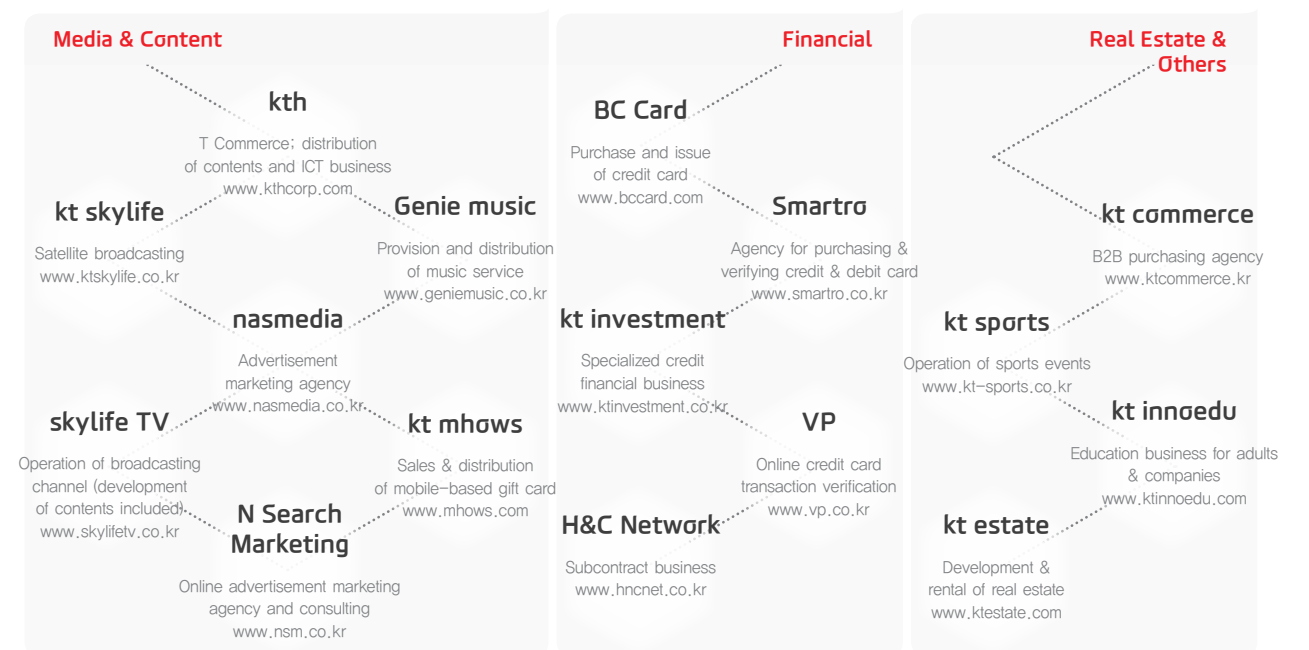 Media & Content
kth
T Commerce; distribution
of contents and ICT business
www.kthcorp.com
kt skylife
Satellite broadcasting
www.ktskylife.co.kr
Genie music
Provision and distribution
of music service
www.geniemusic.co.kr
nasmedia
Advertisement
marketing agency
www.nasmedia.co.kr
skylife TV
Operation of broadcasting
channel (development
of contents included)
www.skylifetv.co.kr
kt mhows
Sales & distribution
of mobile-based gift card
www.mhows.com
N Search
Marketing
Online advertisement marketing
agency and consulting
www.nsm.co.kr
Financial
BC Card
Purchase and issue
of credit card
www.bccard.com
Smartro
Agency for purchasing &
verifying credit & debit card
www.smartro.co.kr
kt investment
Specialized credit
financial business
www.ktinvestment.co.kr
VP
Online credit card
transaction verification
www.vp.co.kr
H&C Network
Subcontract business
www.hncnet.co.kr
Real Estate &
Others
kt commerce
B2B purchasing agency
www.ktcommerce.kr
kt sports
Operation of sports events
www.kt-sports.co.kr
kt innoedu
Education business for adults
& companies
www.ktinnoedu.com
kt estate
Development &
rental of real estate
www.ktestate.com